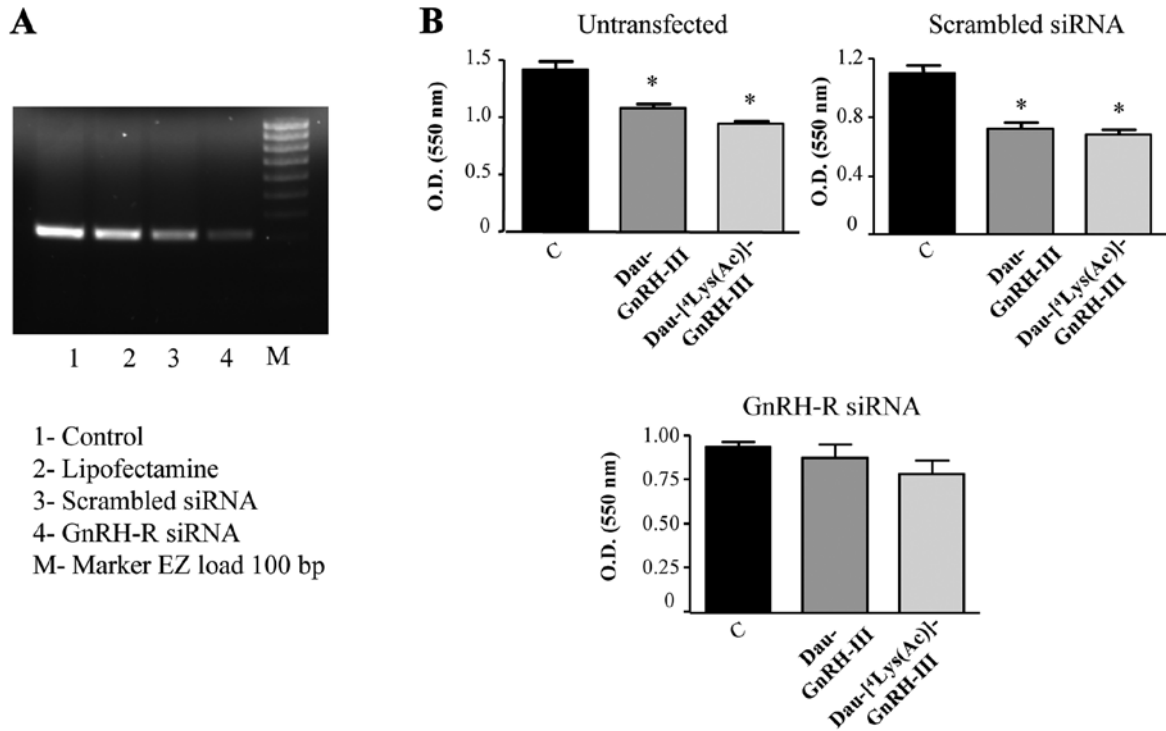 A
1 2 3 4 M
1- Control
2- Lipofectamine
3- Scrambled siRNA
4- GnRH-R siRNA
M- Marker EZ load 100 bp
B
Untransfected
O.D. (550 nm)
1.5
1.0
0.5
0
*
*
C
Dau-
GnRH-III
Dau-[⁴Lys(Ac)]-
GnRH-III
Scrambled siRNA
O.D. (550 nm)
1.2
0.8
0.4
0
*
*
C
Dau-
GnRH-III
Dau-[⁴Lys(Ac)]-
GnRH-III
GnRH-R siRNA
O.D. (550 nm)
1.00
0.75
0.50
0.25
0
C
Dau-
GnRH-III
Dau-[⁴Lys(Ac)]-
GnRH-III